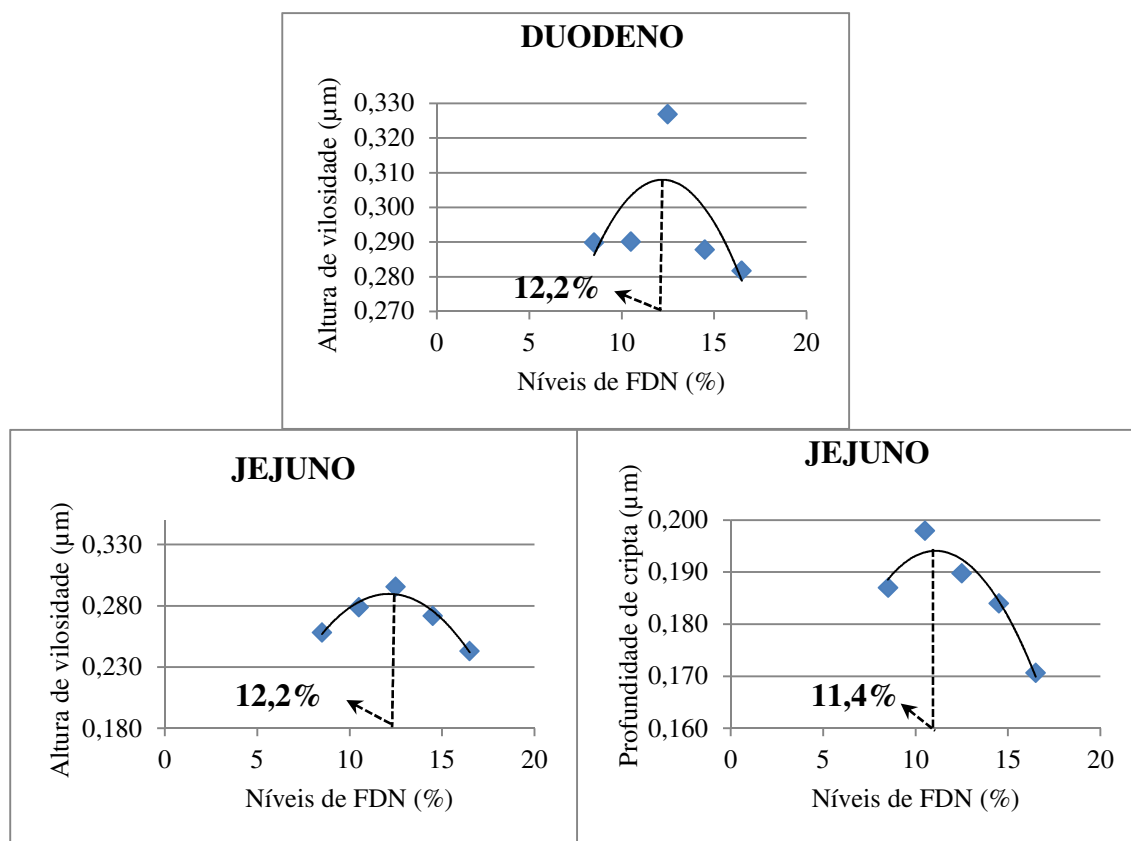 DUODENO
Altura de vilosidade (µm)
0,330
0,320
0,310
0,300
0,290
0,280
0,270
12,2%
0 5 10 15 20
Níveis de FDN (%)
JEJUNO
Altura de vilosidade (µm)
0,330
0,280
0,230
0,180
12,2%
0 5 10 15 20
Níveis de FDN (%)
JEJUNO
Profundidade de cripta (µm)
0,200
0,190
0,180
0,170
0,160
11,4%
0 5 10 15 20
Níveis de FDN (%)